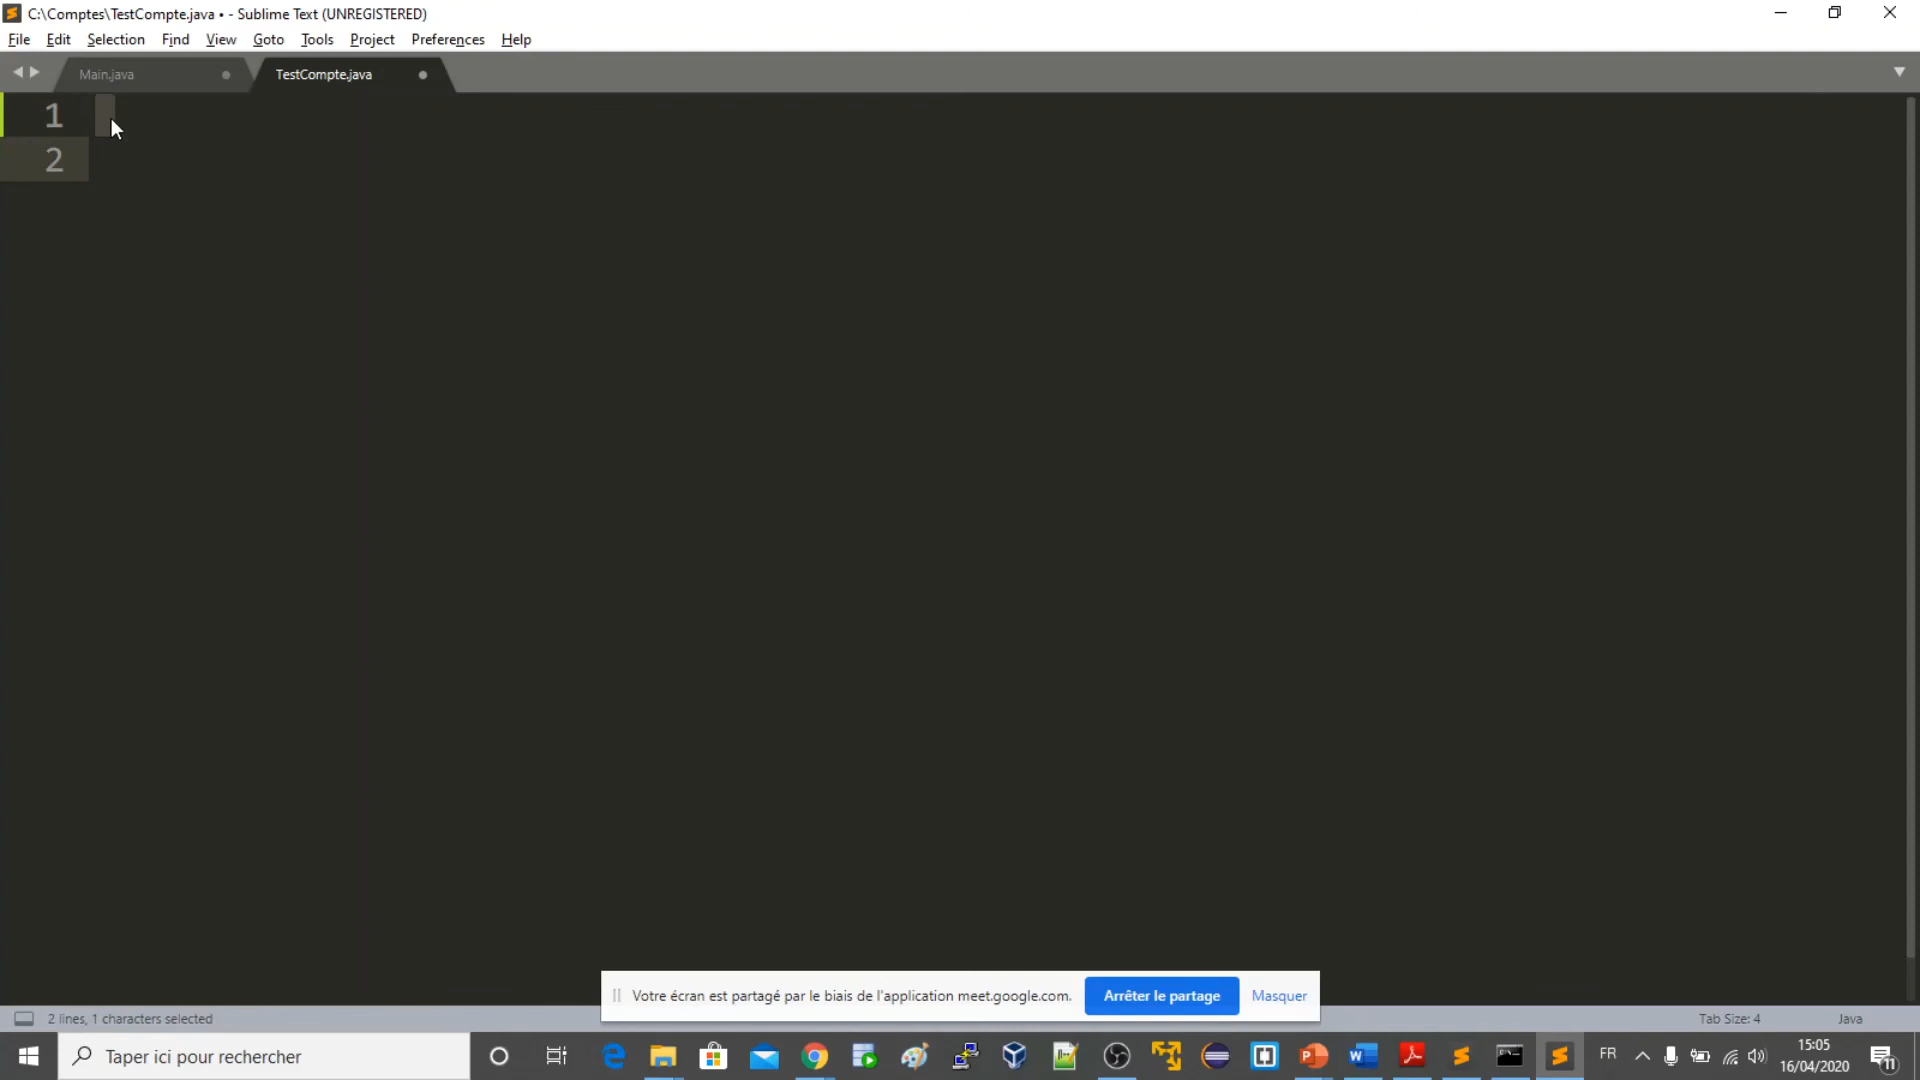 C:\Comptes\TestCompte.java • - Sublime Text (UNREGISTERED)
File Edit Selection Find View Goto Tools Project Preferences Help
Main.java TestCompte.java
1
2
Votre écran est partagé par le biais de l'application meet.google.com. Arrêter le partage Masquer
2 lines, 1 characters selected Tab Size: 4 Java
Taper ici pour rechercher FR 15:05
16/04/2020 11